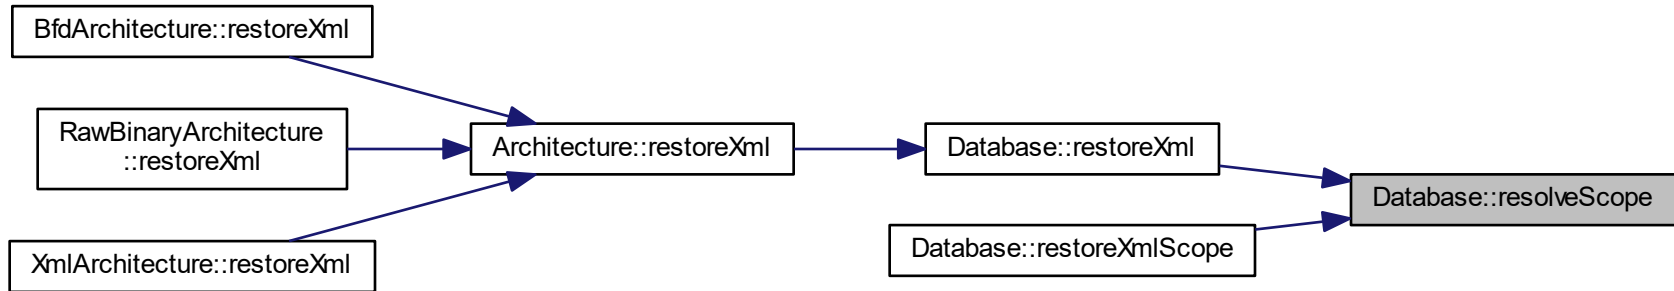 BfdArchitecture::restoreXml
RawBinaryArchitecture
::restoreXml
XmlArchitecture::restoreXml
Architecture::restoreXml
Database::restoreXml
Database::restoreXmlScope
Database::resolveScope